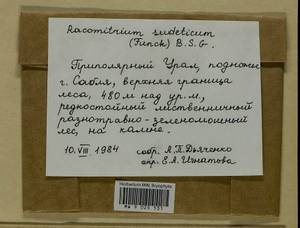 Racomitrium sudeticum
(Funck) B.S.G.
Приполярный Урал, подножье
г. Сабля, верхняя граница
леса, 480 м над ур. м.,
редкостойный лиственничный
разнотравно-зеленомошный
лес, на камне.
10.VIII 1984
собр. А.П. Дьяченко
опр. Е.А. Игнатова
Herbarium MW, Bryophyta